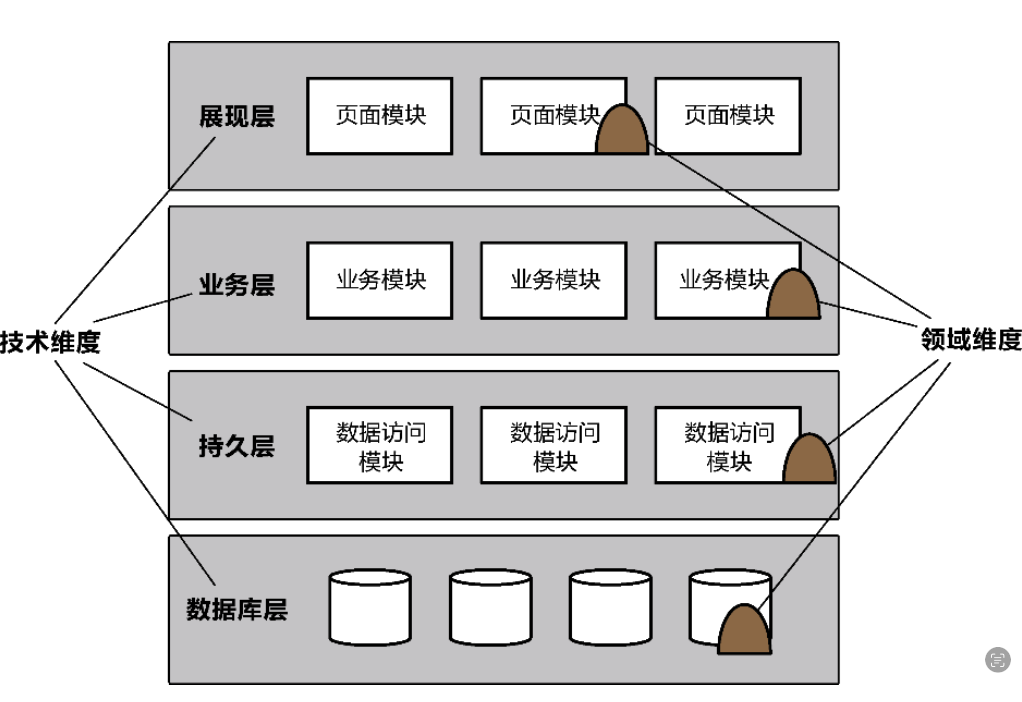 展现层
页面模块
页面模块
页面模块
业务层
业务模块
业务模块
业务模块
技术维度
领域维度
持久层
数据访问
模块
数据访问
模块
数据访问
模块
数据库层